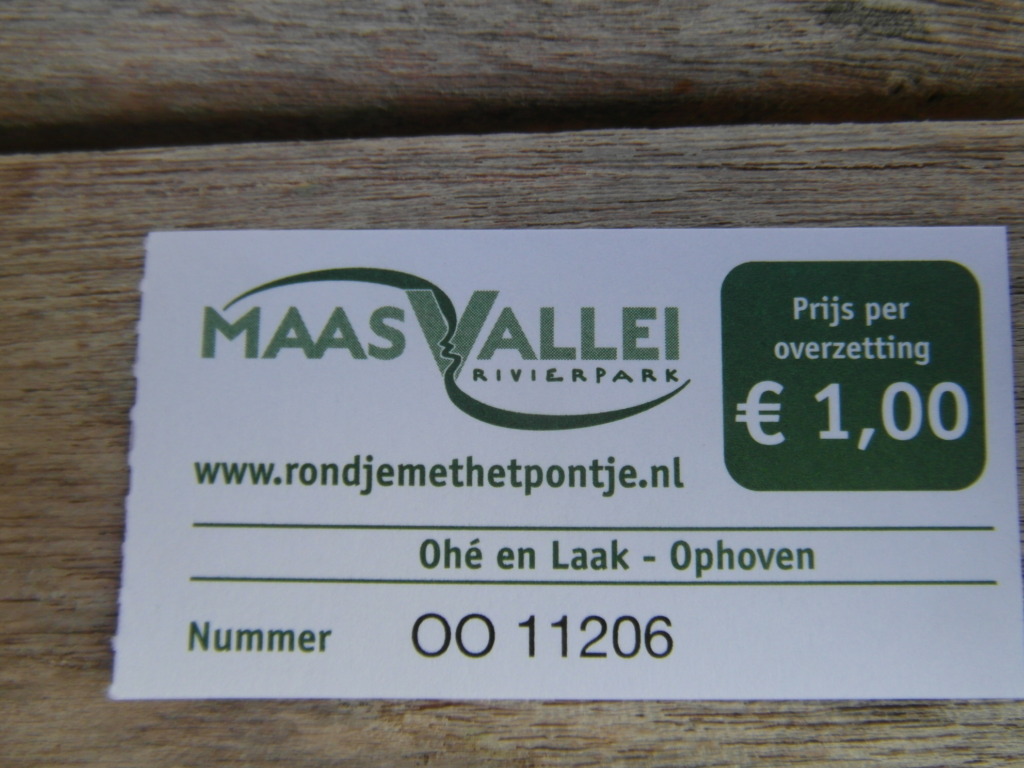 MAASVALLEI
RIVIERPARK
www.rondjemethetpontje.nl
Prijs per
overzetting
€ 1,00
Ohé en Laak - Ophoven
Nummer OO 11206